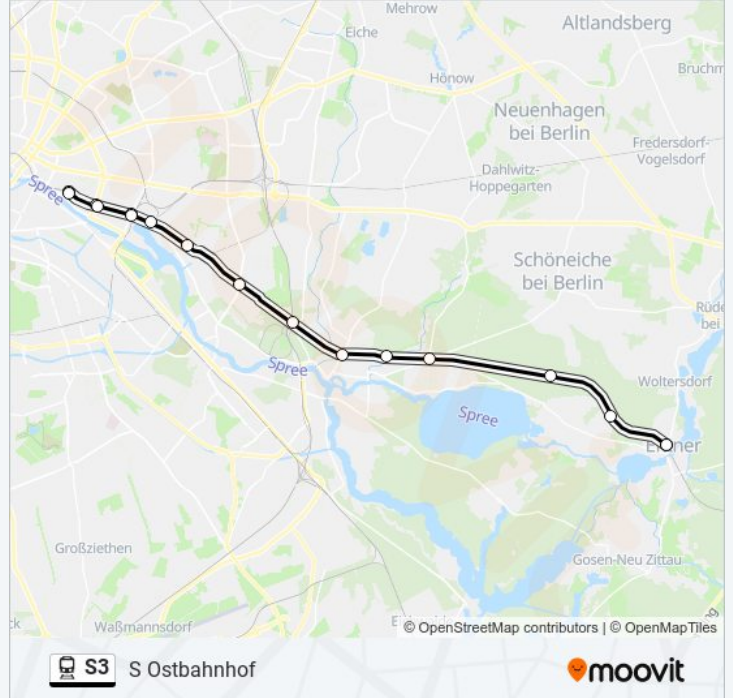 Mehrow
Altlandsberg
Eiche
Hönow
Bruchm
Neuenhagen
bei Berlin
Fredersdorf-
Vogelsdorf
Dahlwitz-
Hoppegarten
Spree
Schöneiche
bei Berlin
Rüde
bei
Spree
Woltersdorf
Spree
Großziethen
Gosen-Neu Zittau
Waßmannsdorf
© OpenStreetMap contributors | © OpenMapTiles
S3 S Ostbahnhof
moovit